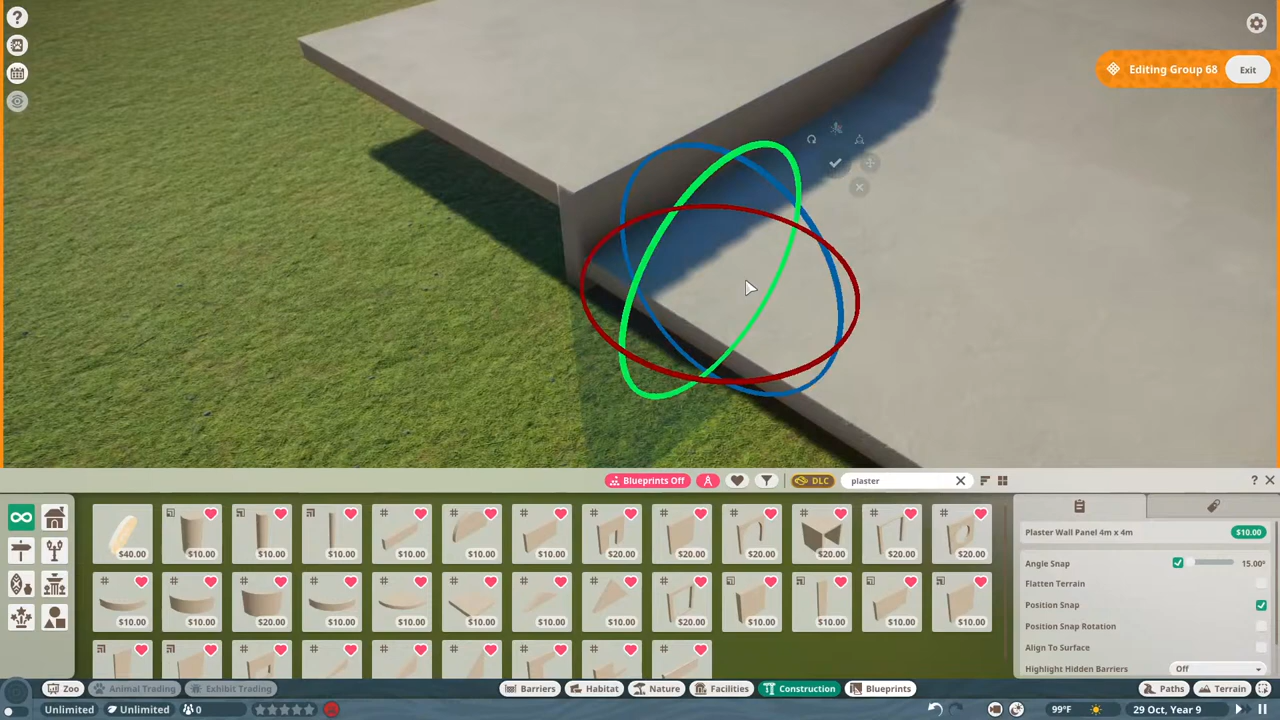 ?
Editing Group 68
Exit
Blueprints Off
DLC
plaster
?
$40.00
$10.00
$10.00
$10.00
$10.00
$10.00
$10.00
$20.00
$20.00
$20.00
$20.00
$20.00
$20.00
$10.00
$10.00
$20.00
$10.00
$10.00
$10.00
$10.00
$10.00
$20.00
$10.00
$10.00
$10.00
$10.00
Plaster Wall Panel 4m x 4m
$10.00
Angle Snap
15.00°
Flatten Terrain
Position Snap
Position Snap Rotation
Align To Surface
Highlight Hidden Barriers
Off
Zoo
Animal Trading
Exhibit Trading
Barriers
Habitat
Nature
Facilities
Construction
Blueprints
Paths
Terrain
Unlimited
Unlimited
0
99°F
29 Oct, Year 9